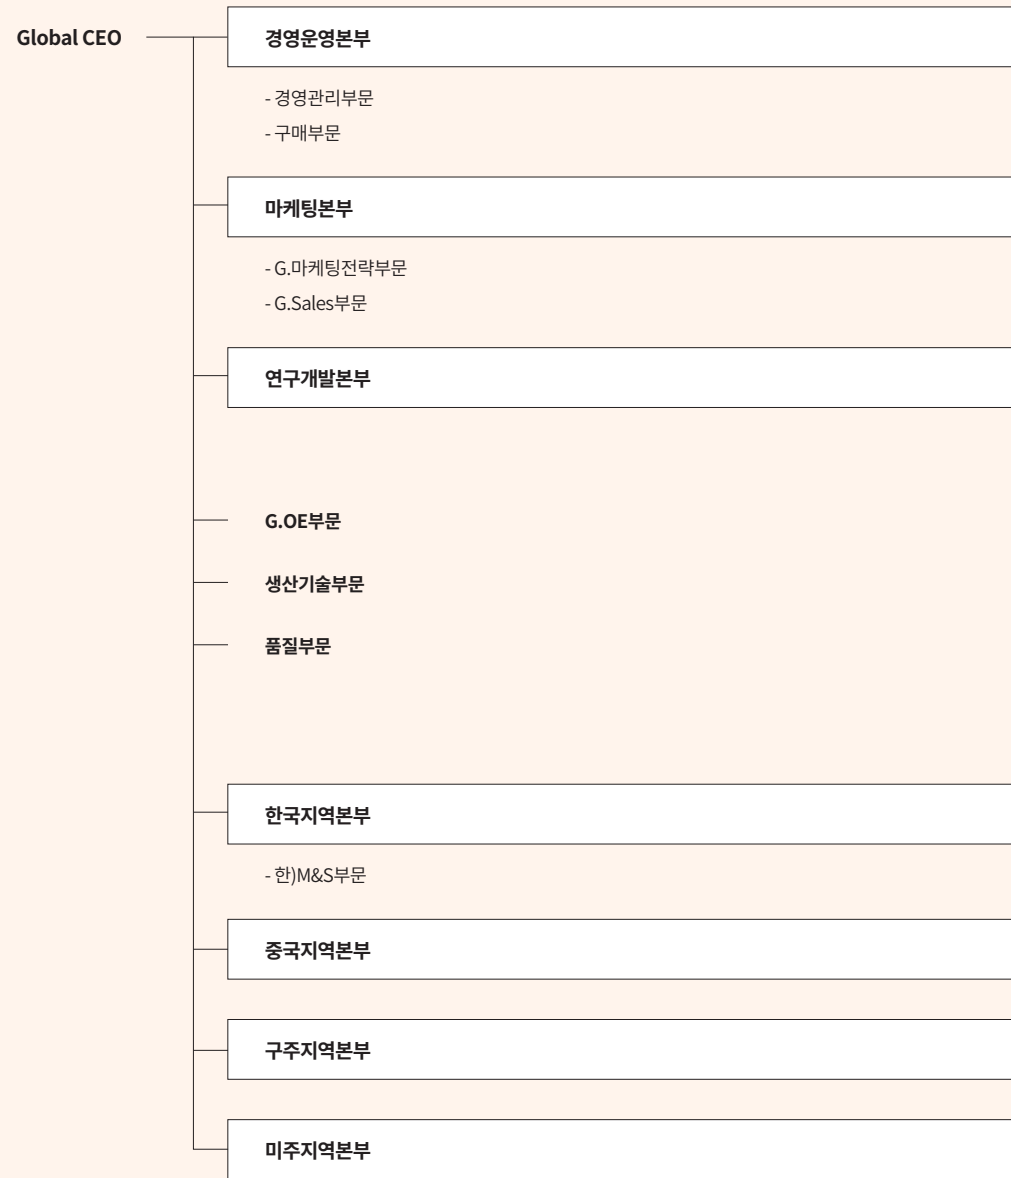 Global CEO
경영운영본부
- 경영관리부문
- 구매부문
마케팅본부
- G.마케팅전략부문
- G.Sales부문
연구개발본부
G.OE부문
생산기술부문
품질부문
한국지역본부
- 한)M&S부문
중국지역본부
구주지역본부
미주지역본부